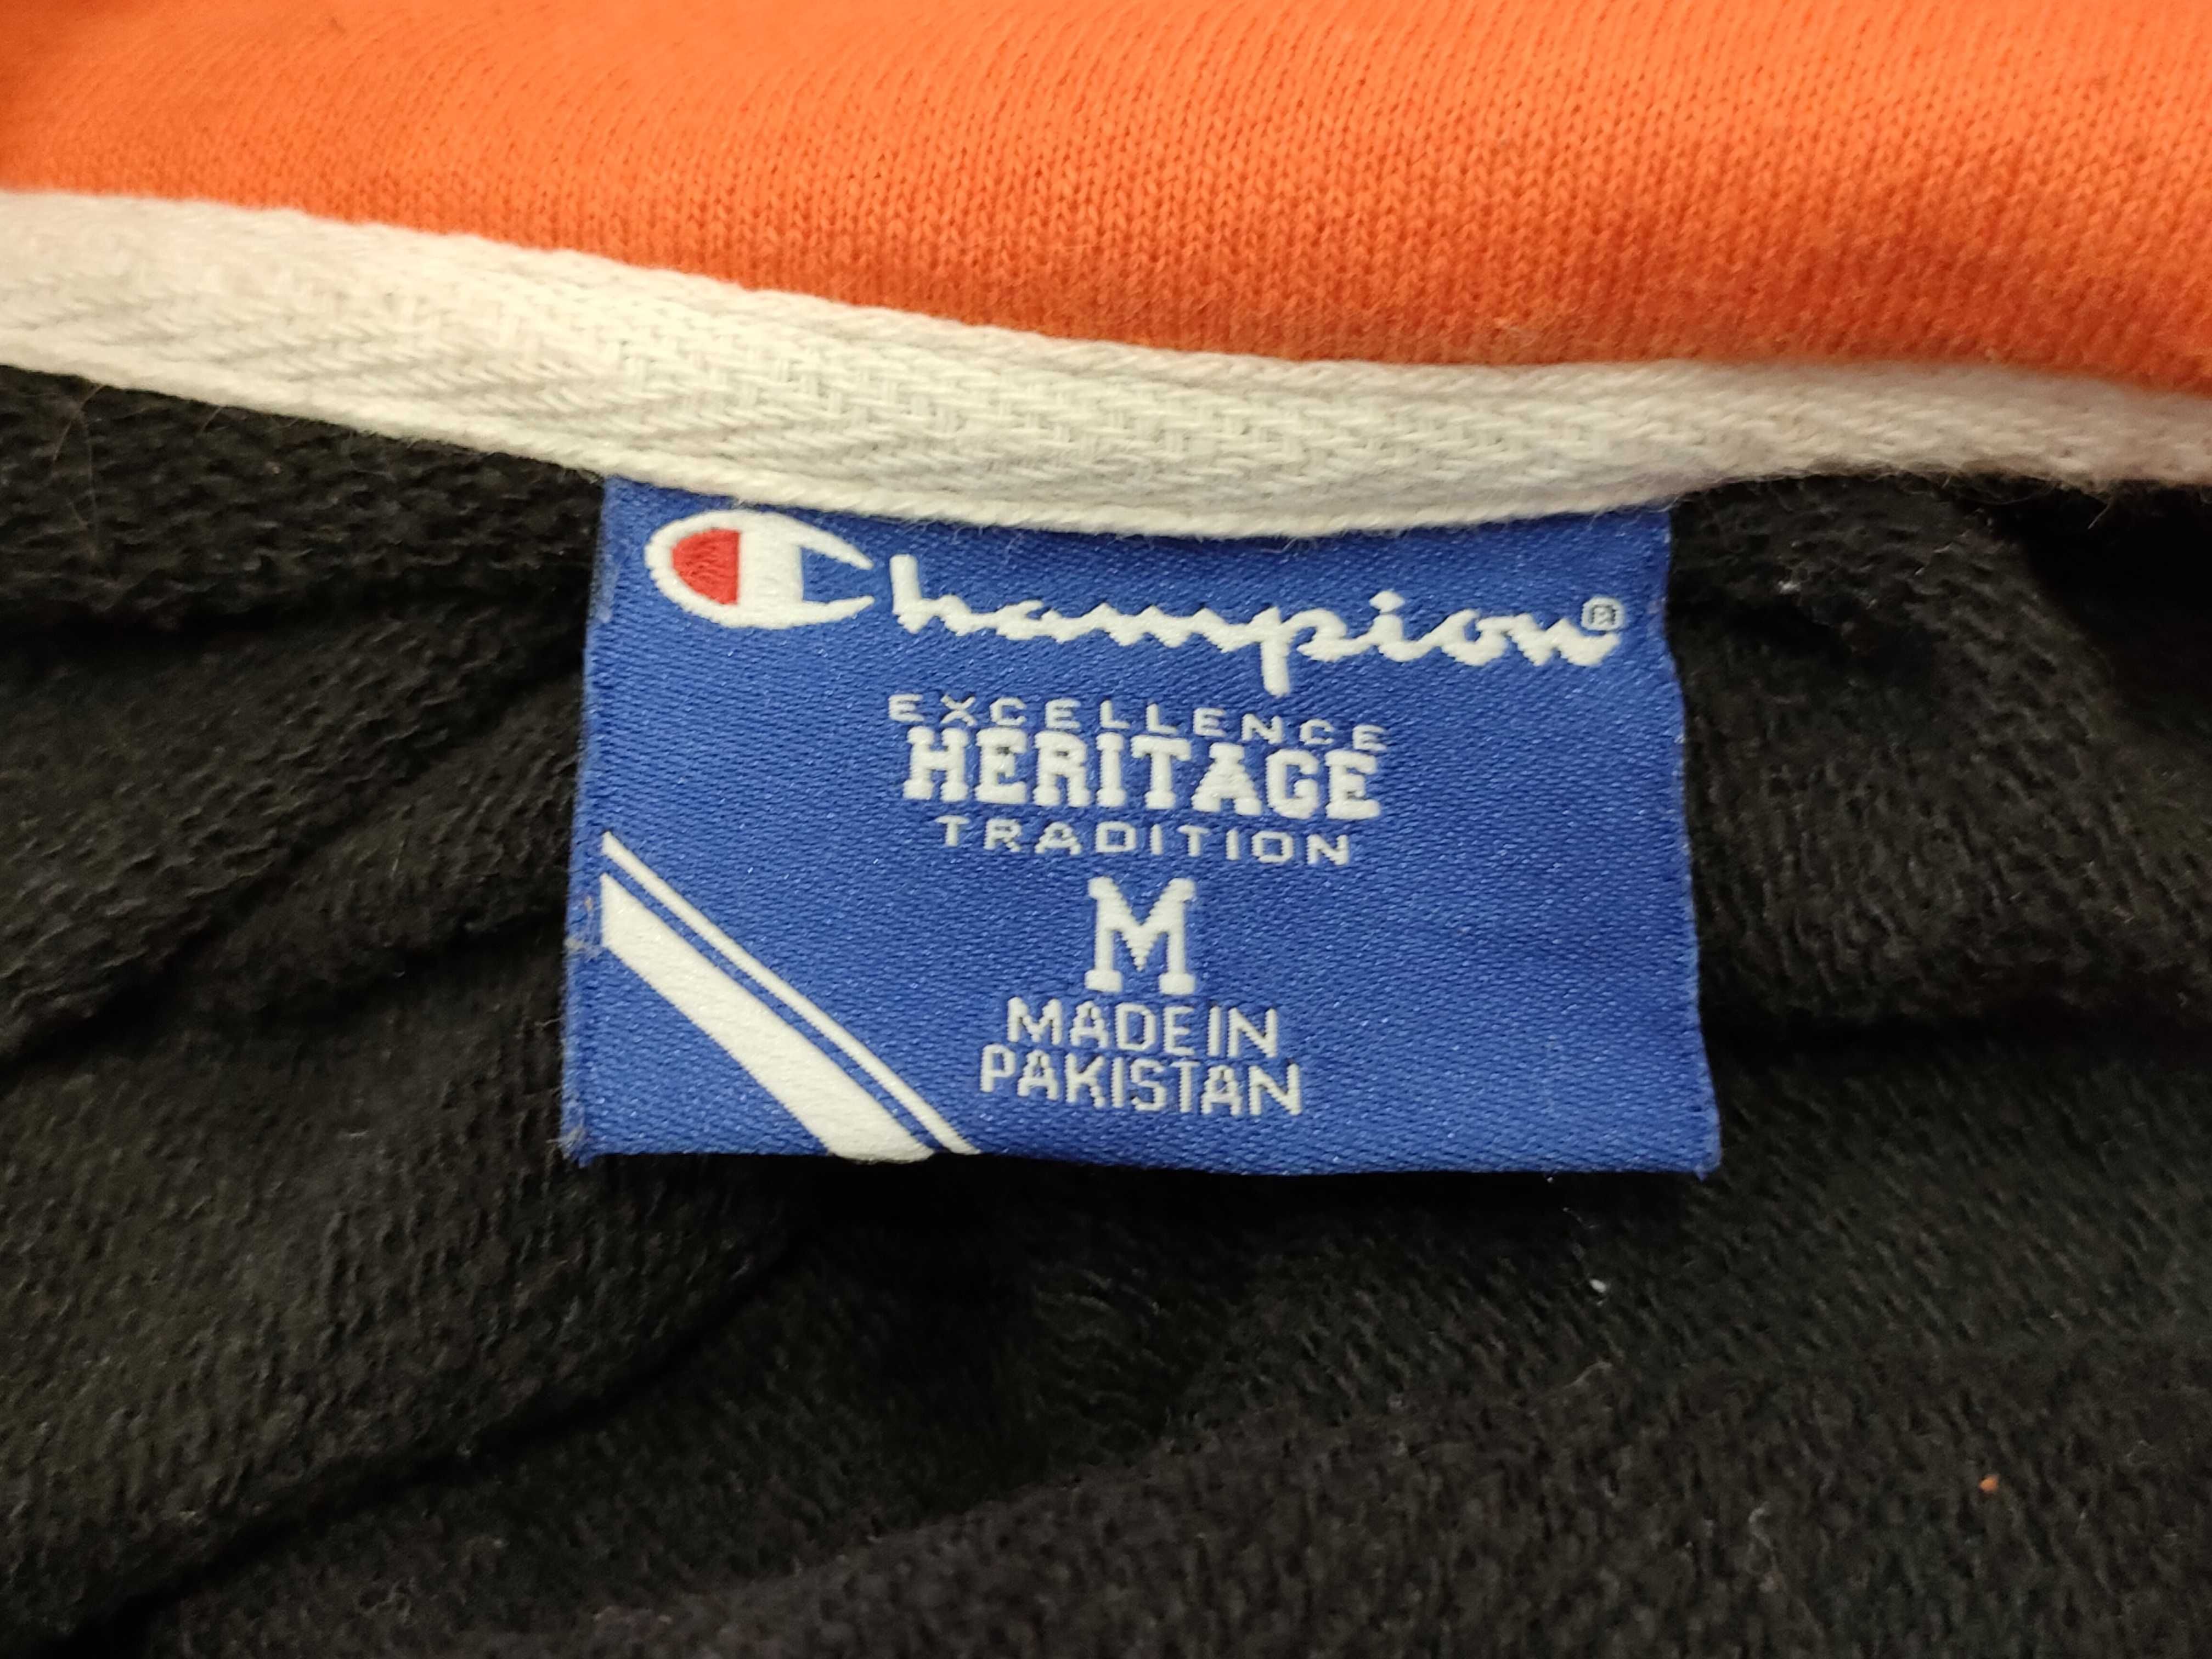 Champion®
EXCELLENCE
HERITAGE
TRADITION
M
MADE IN
PAKISTAN